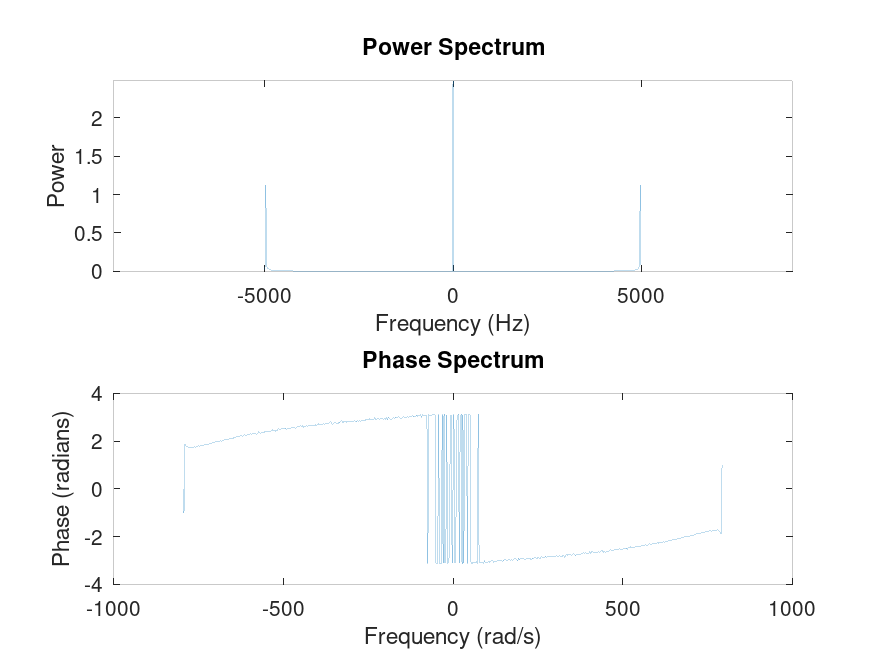 Power Spectrum
Power
2
1.5
1
0.5
0
-5000 0 5000
Frequency (Hz)
Phase Spectrum
Phase (radians)
4
2
0
-2
-4
-1000 -500 0 500 1000
Frequency (rad/s)